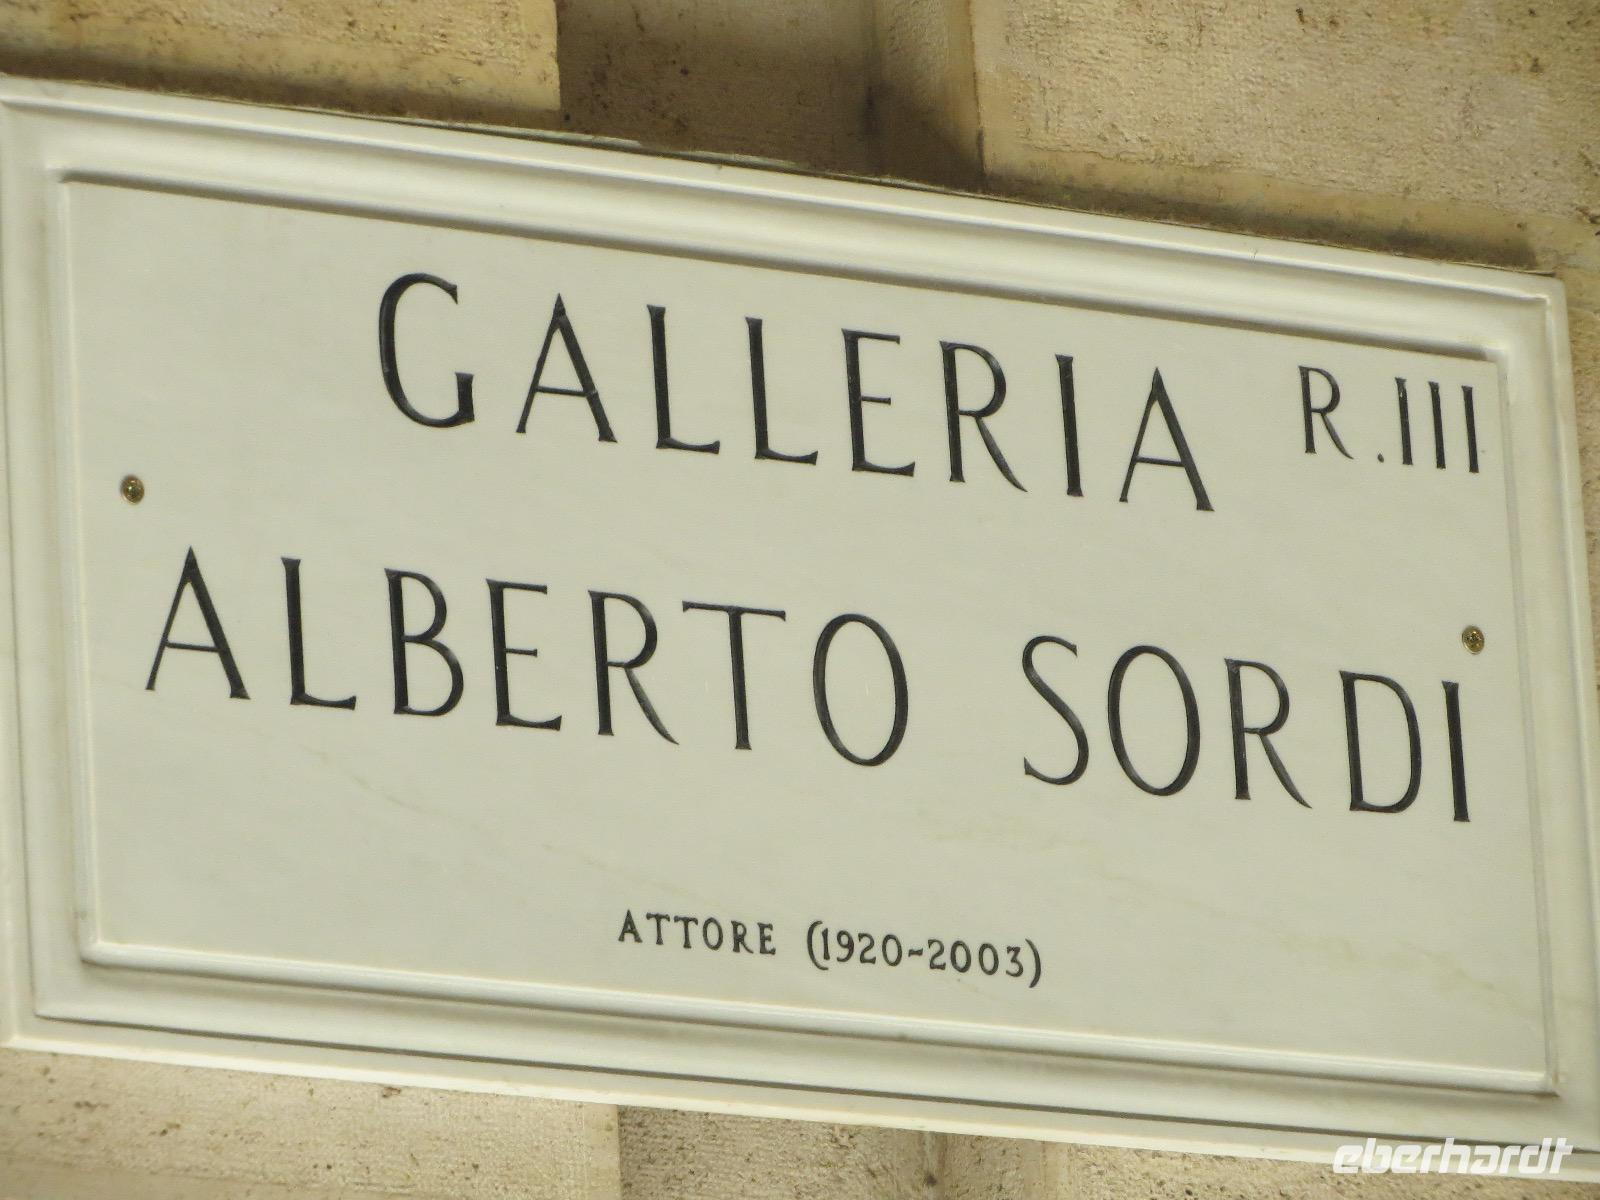 GALLERIA R.III
ALBERTO SORDI
ATTORE (1920-2003)
eberhardt